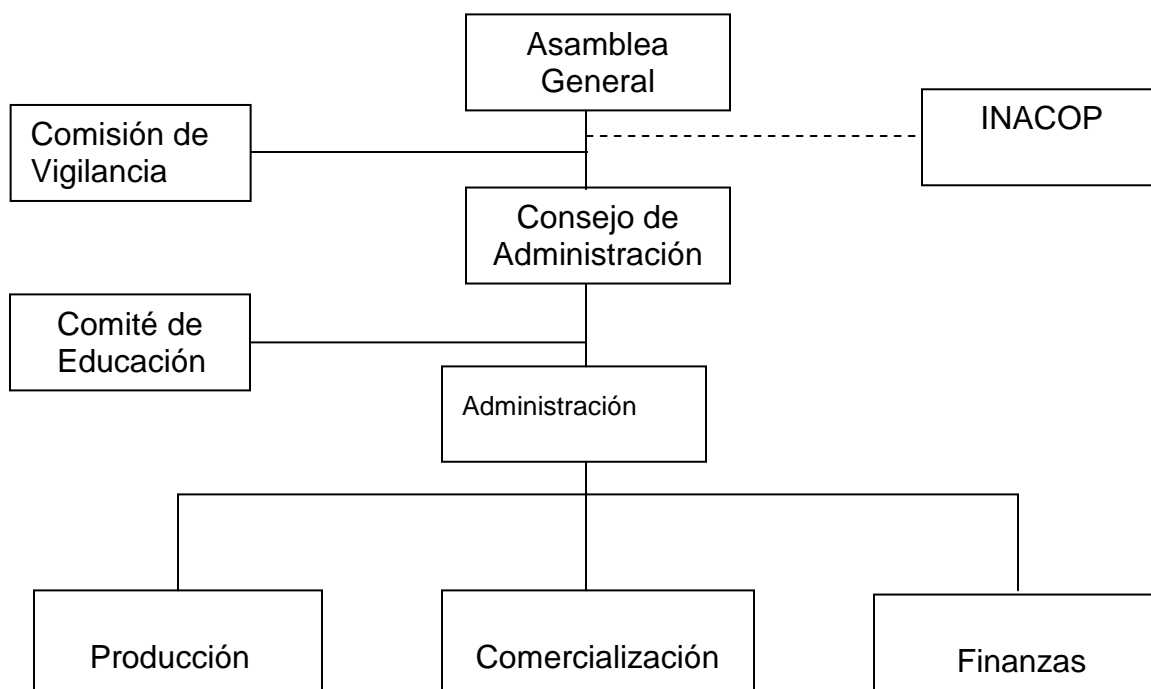 Asamblea
General
Comisión de
Vigilancia
INACOP
Consejo de
Administración
Comité de
Educación
Administración
Producción
Comercialización
Finanzas